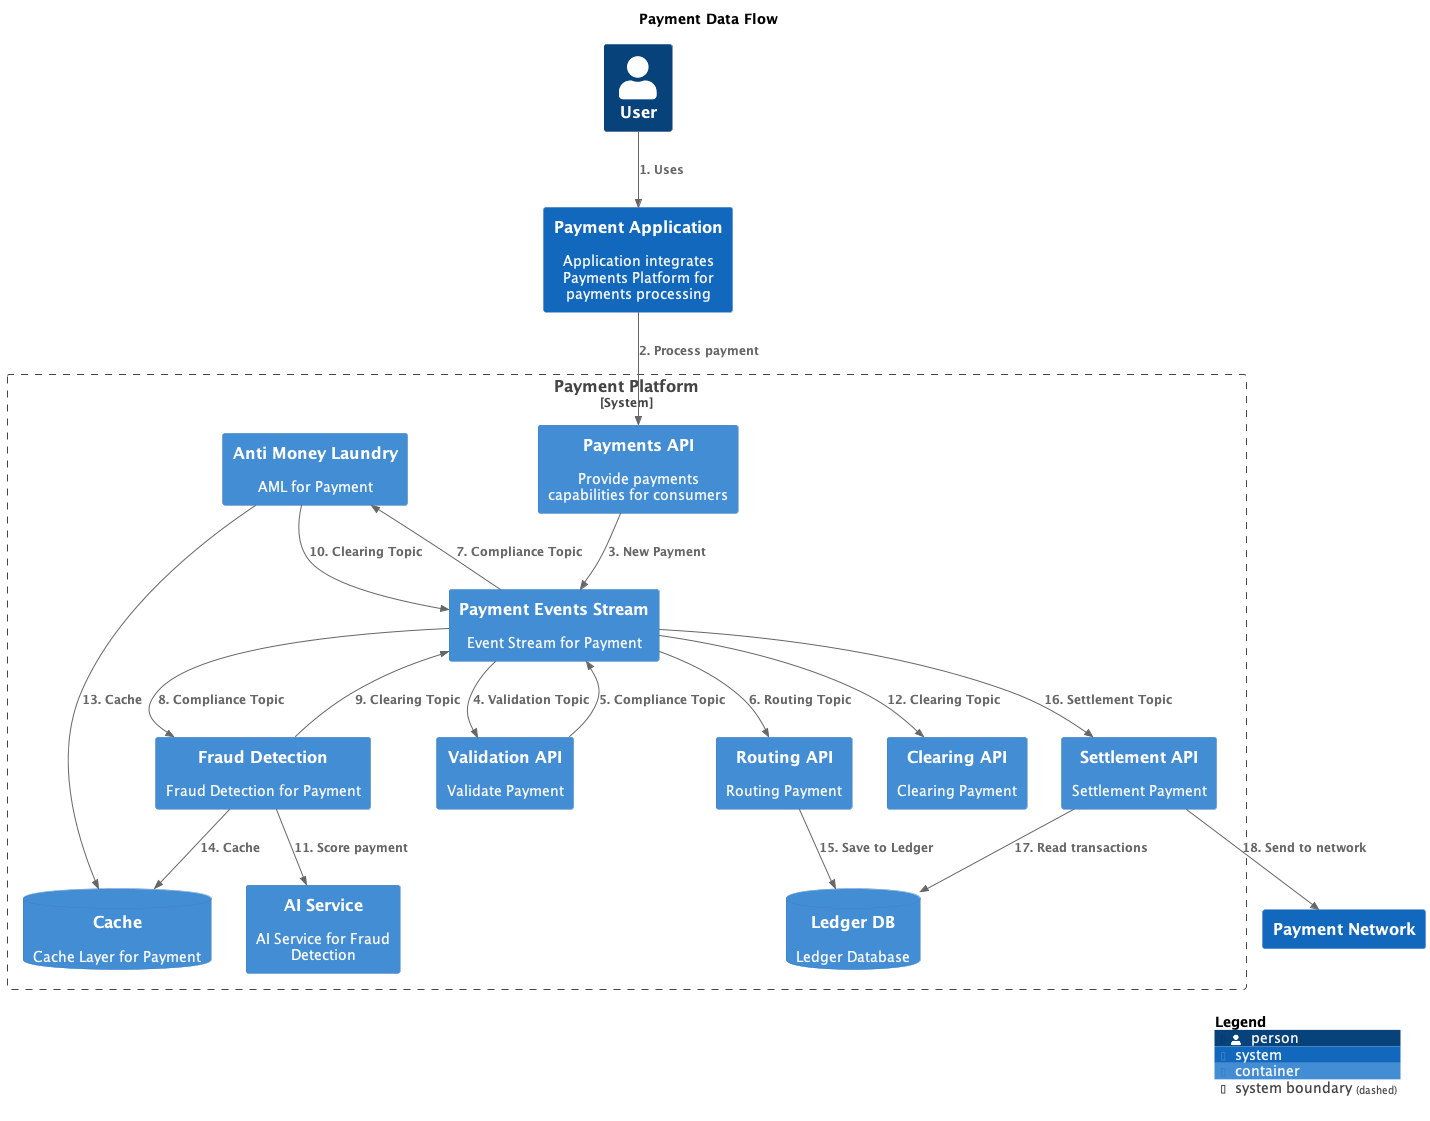 Payment Data Flow
User
1. Uses
Payment Application
Application integrates
Payments Platform for
payments processing
2. Process payment
Payment Platform
[System]
Anti Money Laundry
AML for Payment
Payments API
Provide payments
capabilities for consumers
10. Clearing Topic
7. Compliance Topic
3. New Payment
Payment Events Stream
Event Stream for Payment
13. Cache
8. Compliance Topic
9. Clearing Topic
4. Validation Topic
5. Compliance Topic
6. Routing Topic
12. Clearing Topic
16. Settlement Topic
Fraud Detection
Fraud Detection for Payment
Validation API
Validate Payment
Routing API
Routing Payment
Clearing API
Clearing Payment
Settlement API
Settlement Payment
14. Cache
11. Score payment
15. Save to Ledger
17. Read transactions
18. Send to network
Cache
Cache Layer for Payment
AI Service
AI Service for Fraud
Detection
Ledger DB
Ledger Database
Payment Network
Legend
person
system
container
system boundary (dashed)